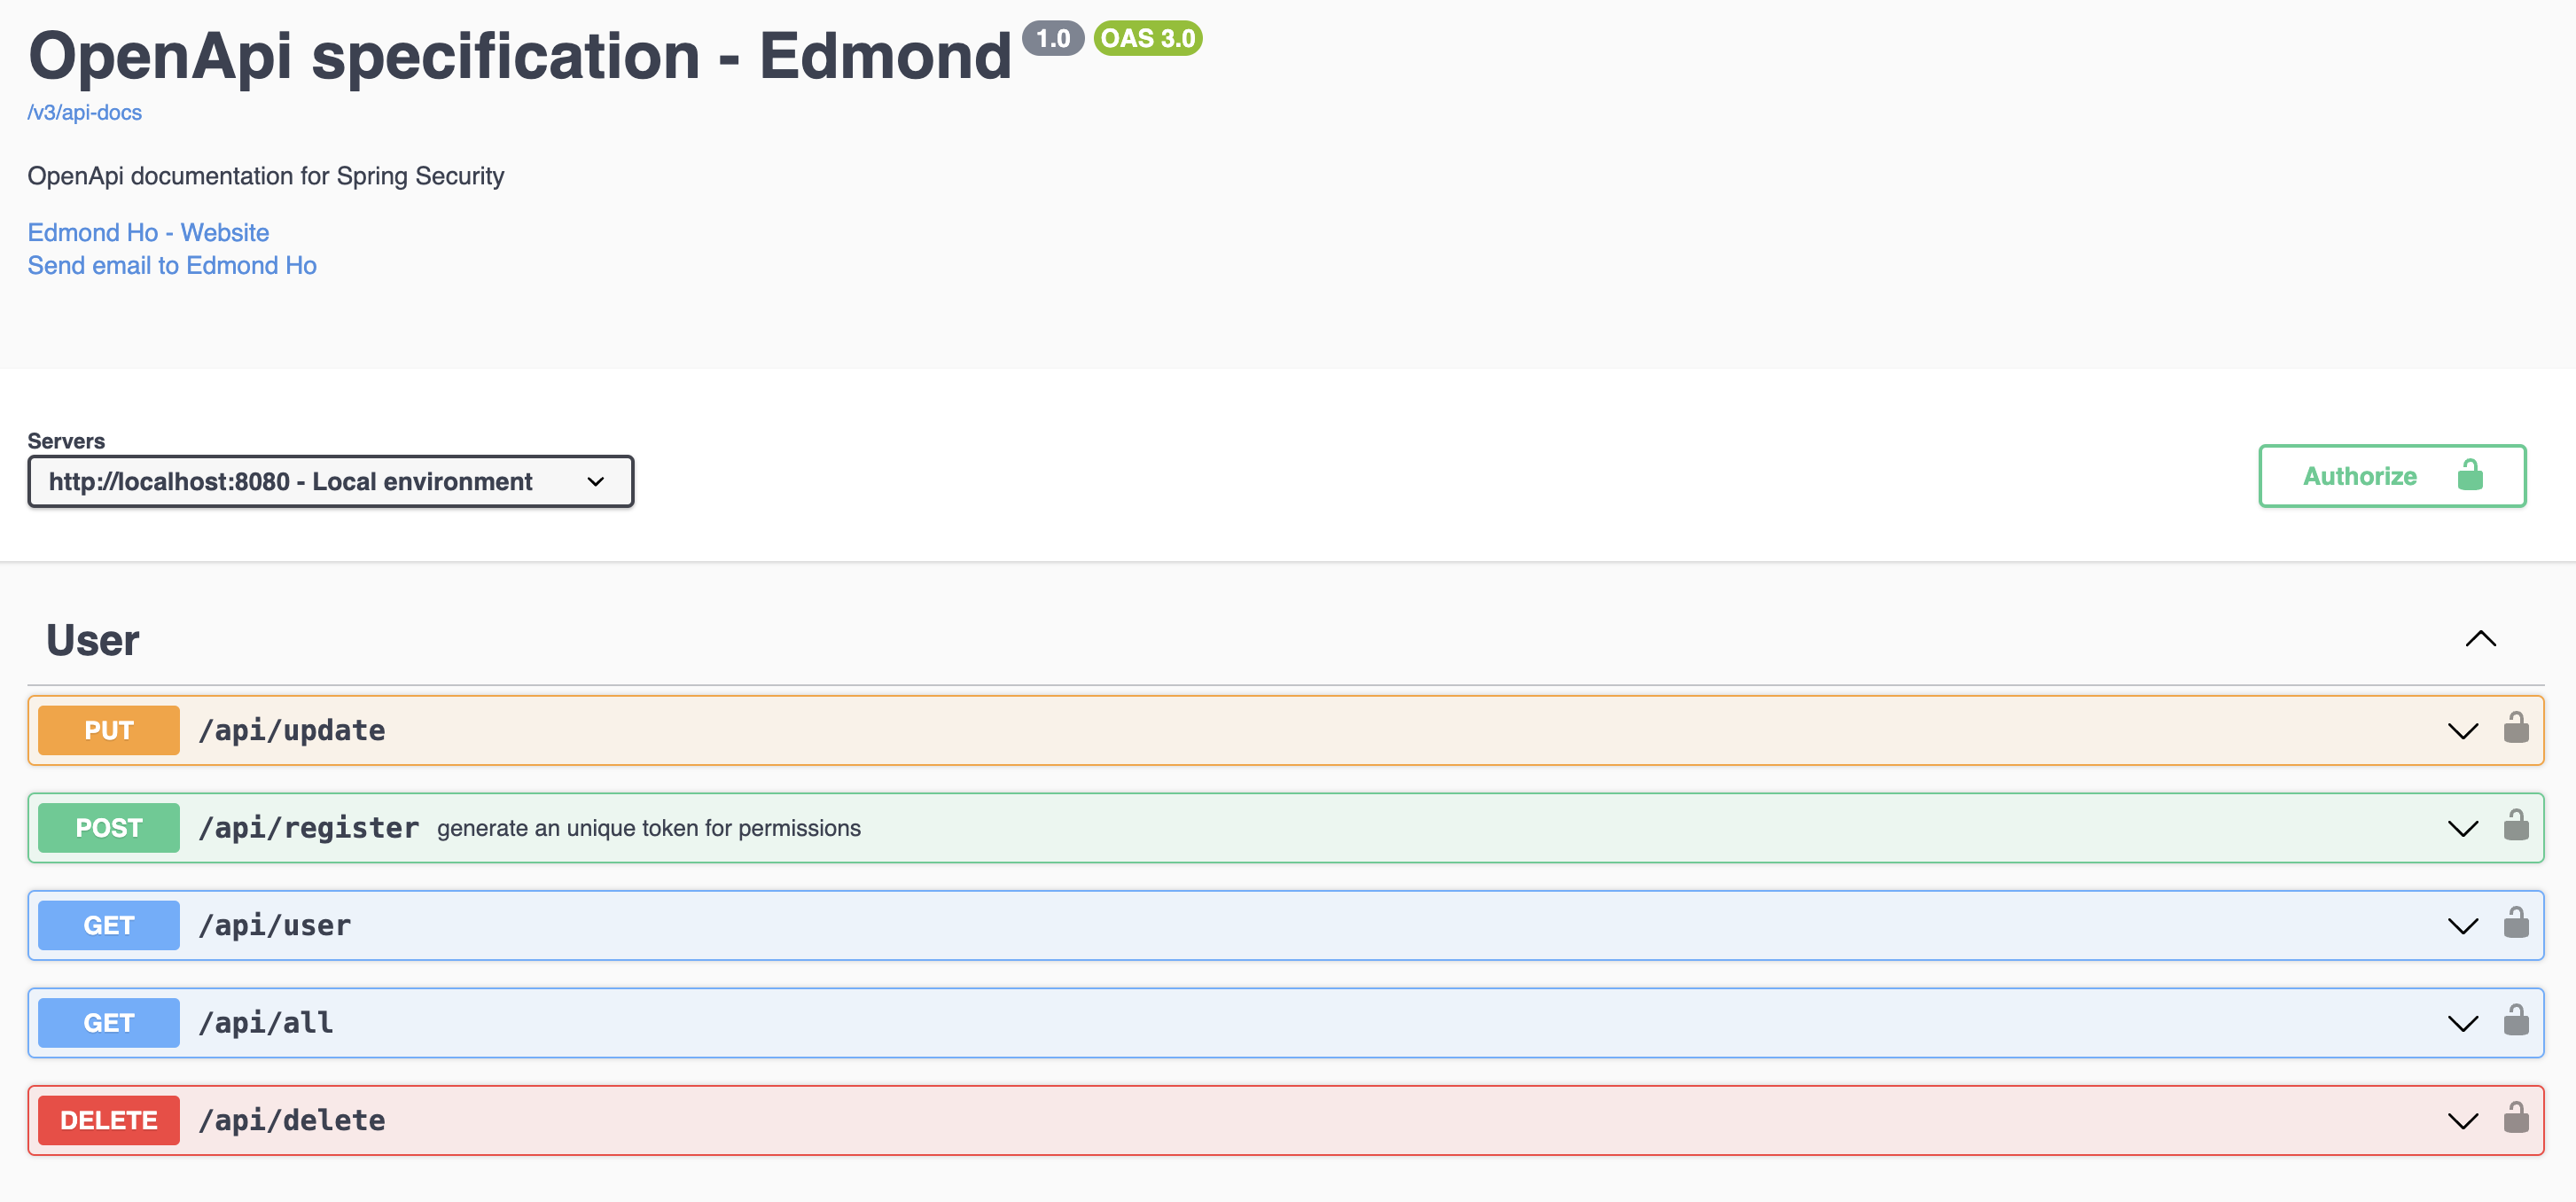 OpenApi specification - Edmond 1.0 OAS 3.0
/v3/api-docs
OpenApi documentation for Spring Security
Edmond Ho - Website
Send email to Edmond Ho
Servers
http://localhost:8080 - Local environment
Authorize
User
PUT /api/update
POST /api/register generate an unique token for permissions
GET /api/user
GET /api/all
DELETE /api/delete